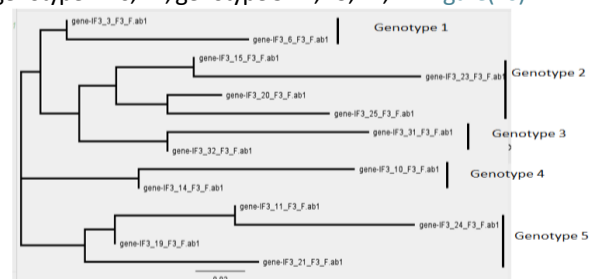 gene-IF3_3_F3_F.ab1
Genotype 1
gene-IF3_6_F3_F.ab1
gene-IF3_15_F3_F.ab1
gene-IF3_23_F3_F.ab1
Genotype 2
gene-IF3_20_F3_F.ab1
gene-IF3_25_F3_F.ab1
gene-IF3_31_F3_F.ab1
Genotype 3
gene-IF3_32_F3_F.ab1
gene-IF3_10_F3_F.ab1
Genotype 4
gene-IF3_14_F3_F.ab1
gene-IF3_11_F3_F.ab1
gene-IF3_24_F3_F.ab1
Genotype 5
gene-IF3_19_F3_F.ab1
gene-IF3_21_F3_F.ab1